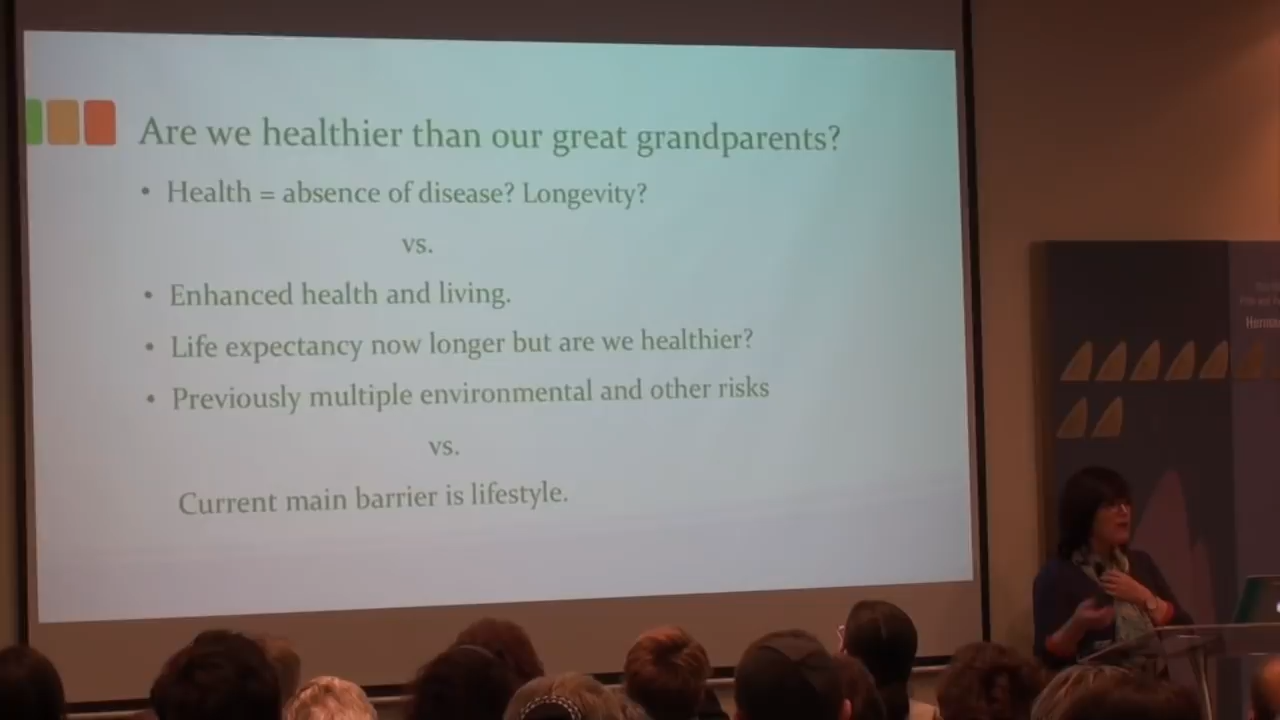 Are we healthier than our great grandparents?
• Health = absence of disease? Longevity?
vs.
• Enhanced health and living.
• Life expectancy now longer but are we healthier?
• Previously multiple environmental and other risks
vs.
Current main barrier is lifestyle.